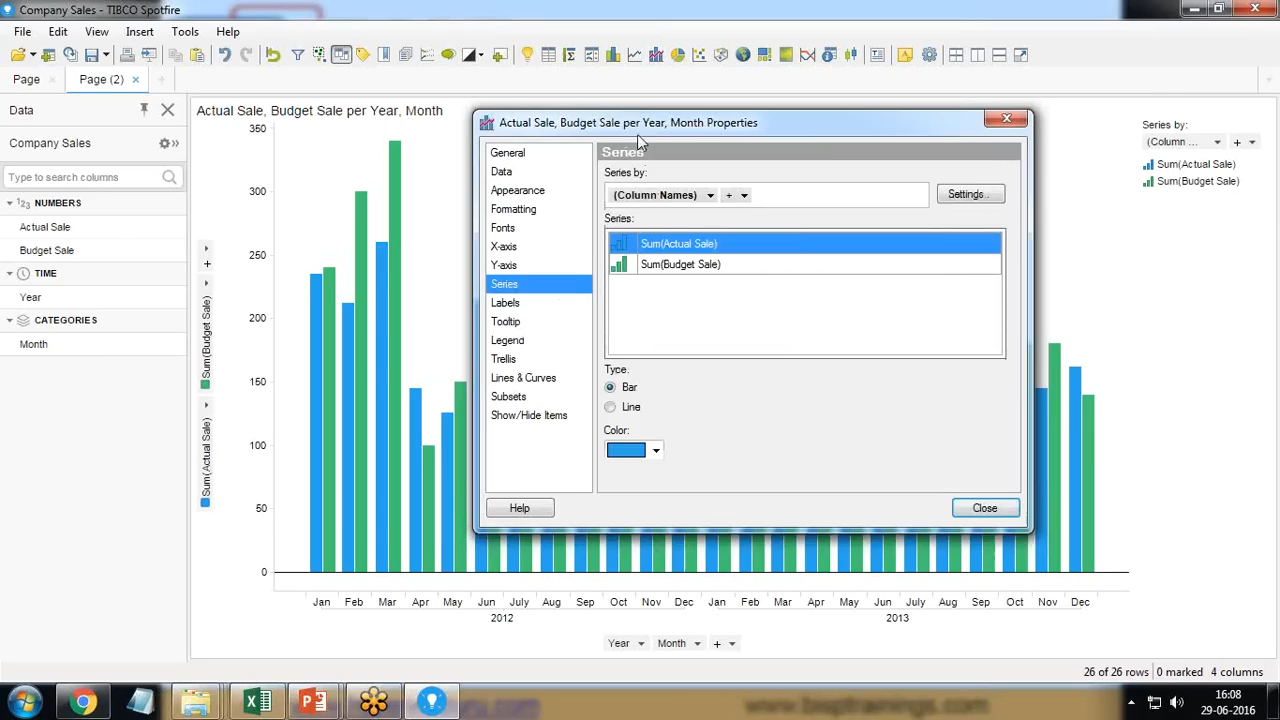 Company Sales - TIBCO Spotfire
File Edit View Insert Tools Help
Page Page (2)
Data
Company Sales
Type to search columns
NUMBERS
Actual Sale
Budget Sale
TIME
Year
CATEGORIES
Month
Actual Sale, Budget Sale per Year, Month
350
300
250
200
150
100
50
0
Sum(Budget Sale)
Sum(Actual Sale)
Jan Feb Mar Apr May Jun July Aug Sep Oct Nov Dec Jan Feb Mar Apr May Jun July Aug Sep Oct Nov Dec
2012 2013
Year Month +
Actual Sale, Budget Sale per Year, Month Properties
General
Data
Appearance
Formatting
Fonts
X-axis
Y-axis
Series
Labels
Tooltip
Legend
Trellis
Lines & Curves
Subsets
Show/Hide Items
Series
Series by:
(Column Names) +
Settings...
Series:
Sum(Actual Sale)
Sum(Budget Sale)
Type:
Bar
Line
Color:
Help
Close
Series by:
(Column ... +
Sum(Actual Sale)
Sum(Budget Sale)
26 of 26 rows 0 marked 4 columns
16:08
29-06-2016